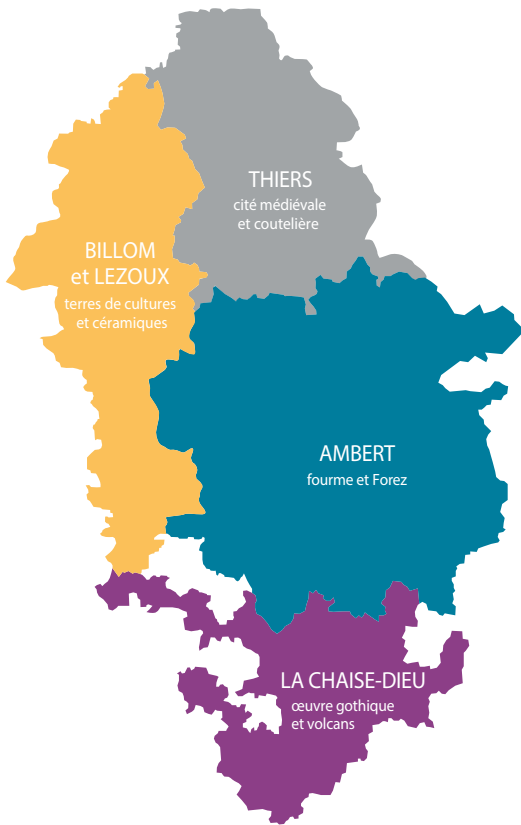 THIERS
cité médiévale
et coutelière
BILLOM
et LEZOUX
terres de cultures
et céramiques
AMBERT
fourme et Forez
LA CHAISE-DIEU
œuvre gothique
et volcans